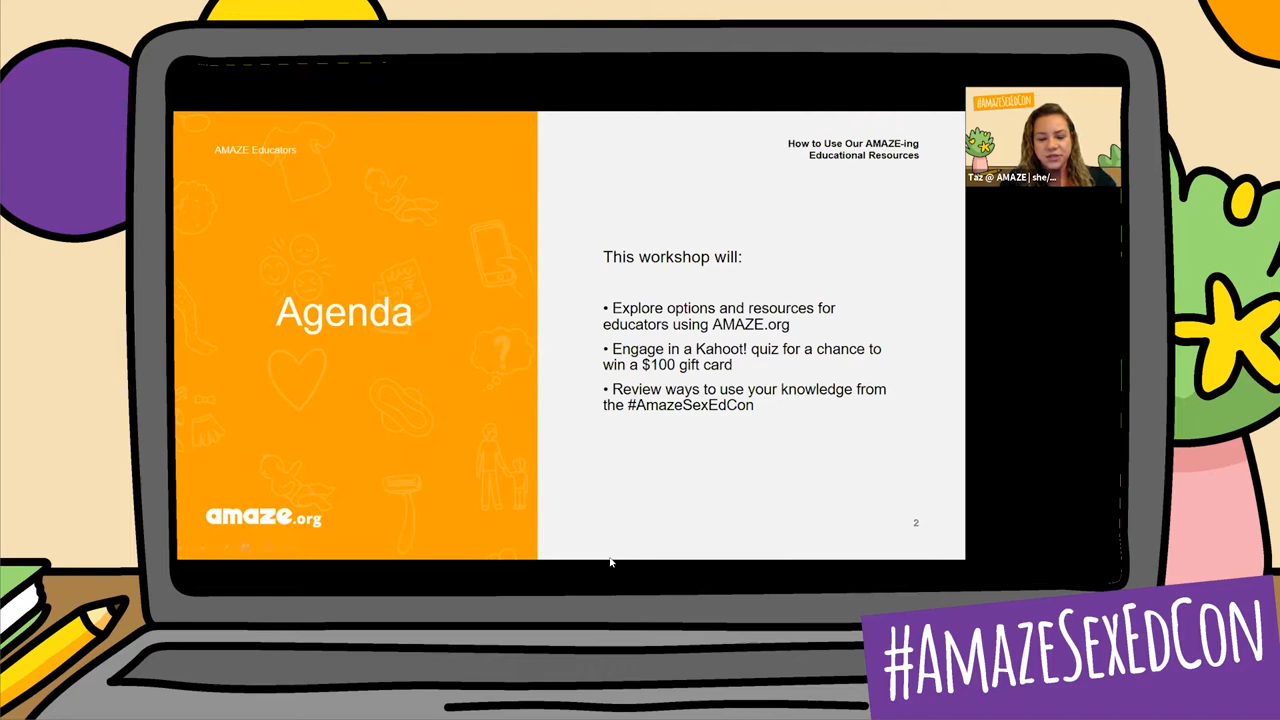 AMAZE Educators
Agenda
amaze.org
How to Use Our AMAZE-ing
Educational Resources
This workshop will:
• Explore options and resources for
educators using AMAZE.org
• Engage in a Kahoot! quiz for a chance to
win a $100 gift card
• Review ways to use your knowledge from
the #AmazeSexEdCon
2
#AMAZESEXEDCON
Taz @ AMAZE | she/...
#AMAZESEXEDCON